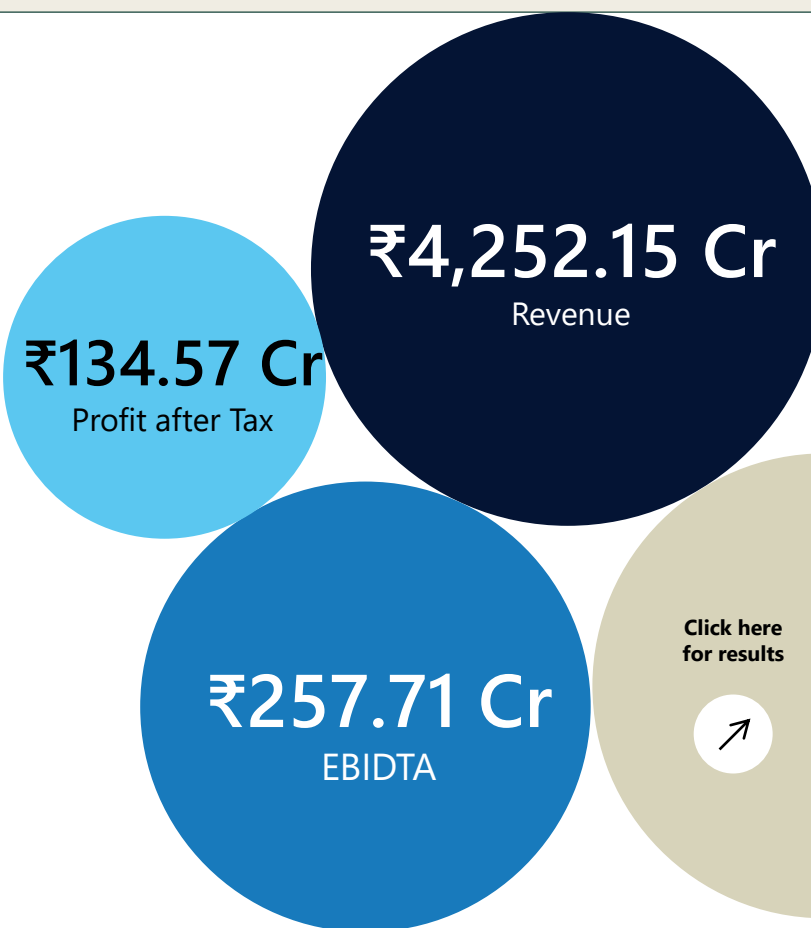 ₹4,252.15 Cr
Revenue
₹134.57 Cr
Profit after Tax
₹257.71 Cr
EBIDTA
Click here
for results